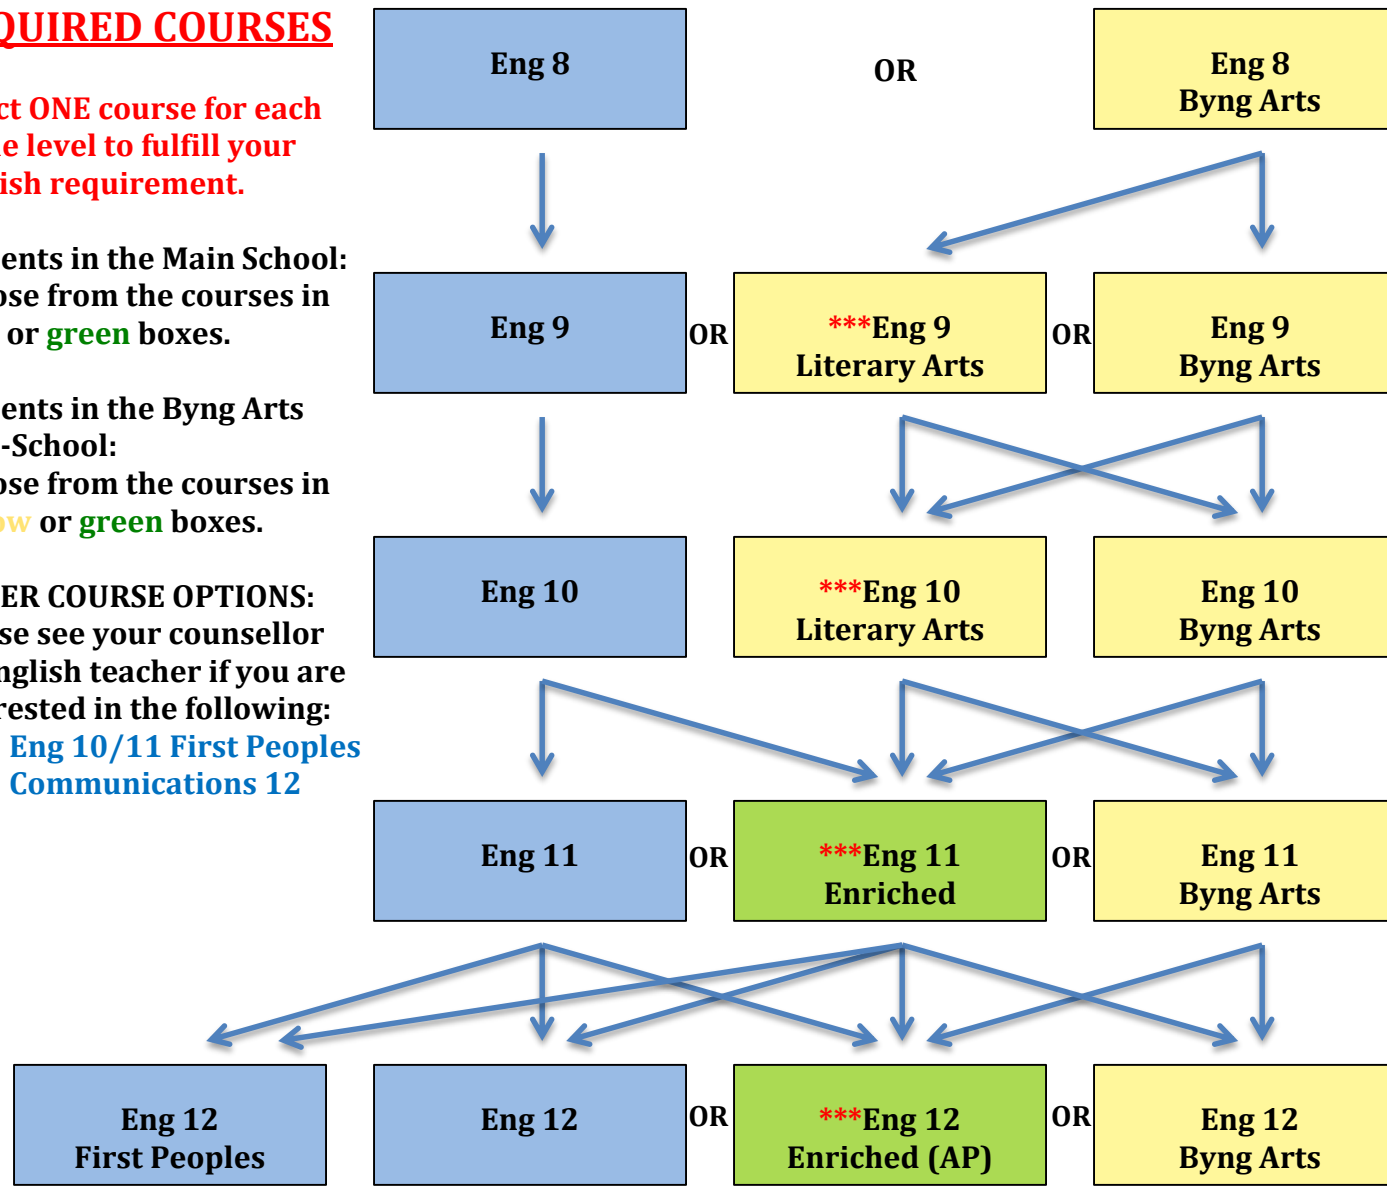 QUIRED COURSES
ct ONE course for each
e level to fulfill your
ish requirement.
ents in the Main School:
ose from the courses in
or green boxes.
ents in the Byng Arts
-School:
ose from the courses in
ow or green boxes.
ER COURSE OPTIONS:
se see your counsellor
nglish teacher if you are
rested in the following:
Eng 10/11 First Peoples
Communications 12
Eng 8
OR
Eng 8
Byng Arts
Eng 9
OR
***Eng 9
Literary Arts
OR
Eng 9
Byng Arts
Eng 10
***Eng 10
Literary Arts
Eng 10
Byng Arts
Eng 11
OR
***Eng 11
Enriched
OR
Eng 11
Byng Arts
Eng 12
First Peoples
Eng 12
OR
***Eng 12
Enriched (AP)
OR
Eng 12
Byng Arts